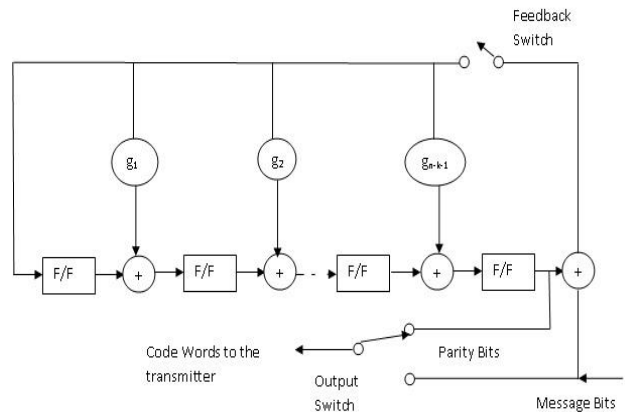 Feedback
Switch
g1
g2
gn-k-1
F/F
+
F/F
+
F/F
+
F/F
+
Code Words to the
transmitter
Output
Switch
Parity Bits
Message Bits